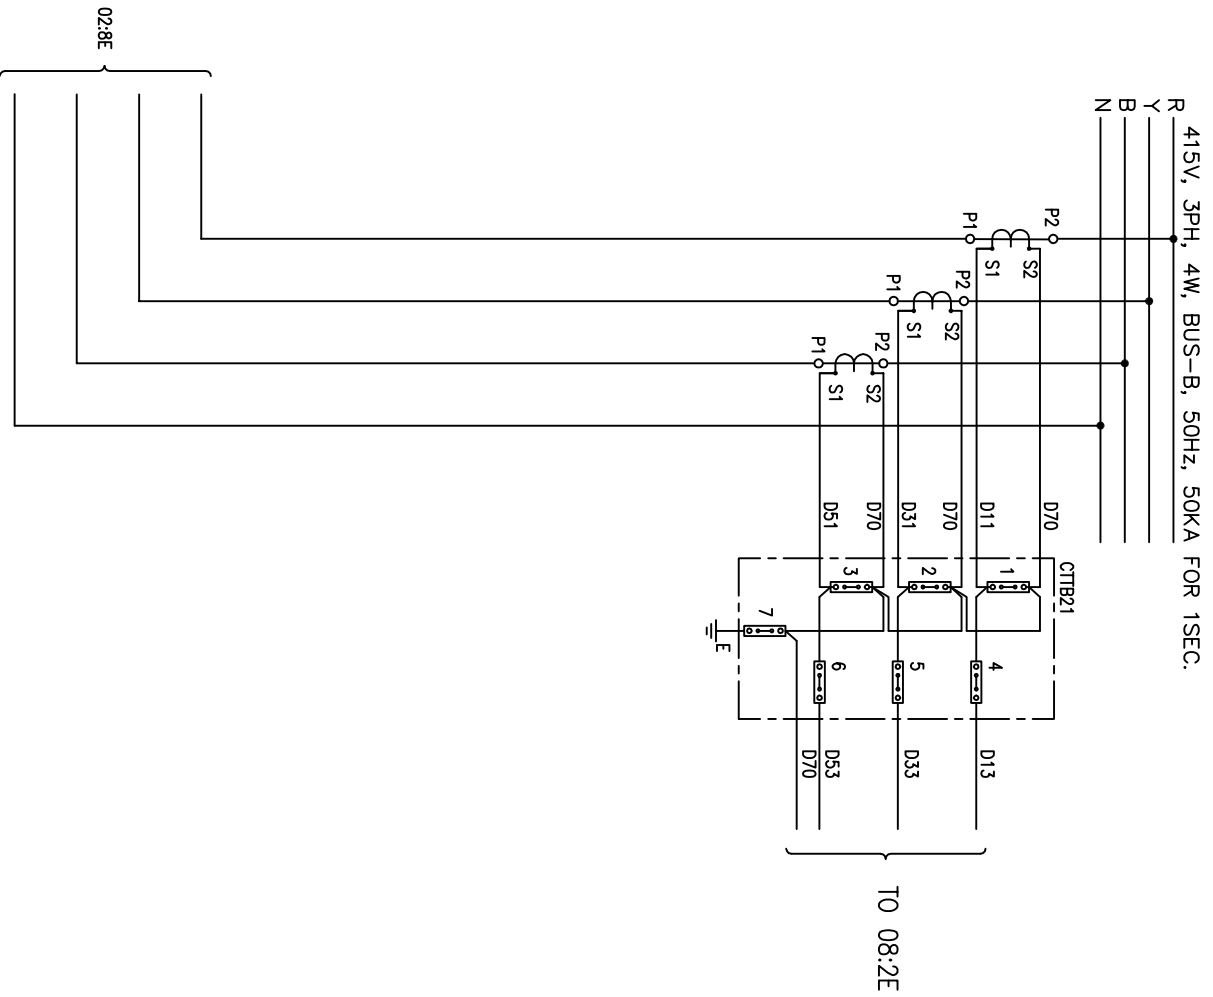 415V, 3PH, 4W, BUS-B, 50Hz, 50KA FOR 1SEC.
R
Y
B
N
02:8E
P2
P1
S2
S1
P2
P1
S2
S1
P2
P1
S2
S1
D70
D11
D70
D31
D70
D51
CTTB21
1
2
3
7
E
4
5
6
D13
D33
D53
D70
TO 08:2E